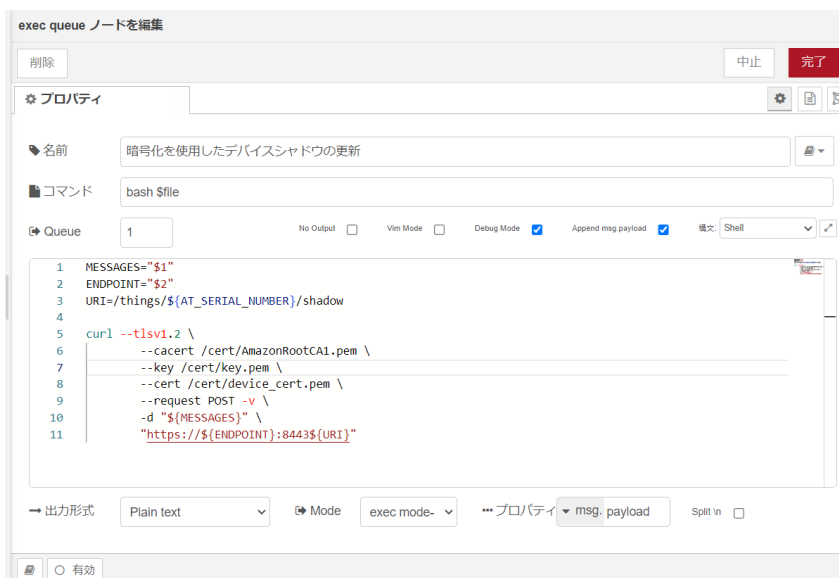 exec queue ノードを編集
削除 中止 完了
プロパティ
名前 暗号化を使用したデバイスシャドウの更新
コマンド bash $file
Queue 1 No Output Vim Mode Debug Mode Append msg.payload 構文: Shell
1 MESSAGES="$1"
2 ENDPOINT="$2"
3 URI=/things/${AT_SERIAL_NUMBER}/shadow
4
5 curl --tlsv1.2 \
6 --cacert /cert/AmazonRootCA1.pem \
7 --key /cert/key.pem \
8 --cert /cert/device_cert.pem \
9 --request POST -v \
10 -d "${MESSAGES}" \
11 "https://${ENDPOINT}:8443${URI}"
出力形式 Plain text Mode exec mode- プロパティ msg. payload Split \n
有効